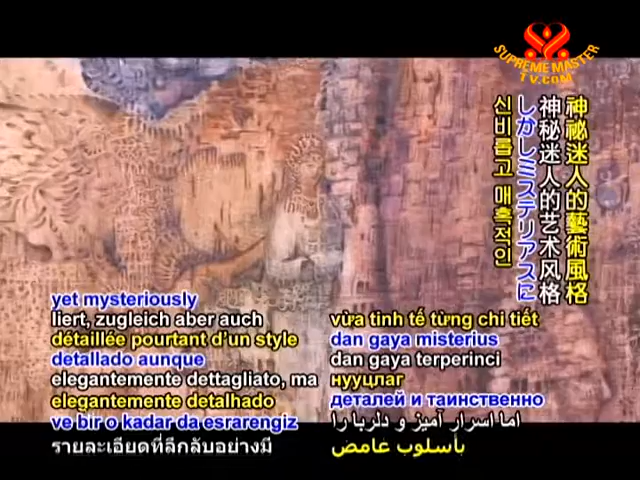 SUPREME MASTER
TV.COM
神祕迷人的藝術風格
神秘迷人的艺术风格
しかしミステリアスに
신비롭고 매혹적인
yet mysteriously
liert, zugleich aber auch
détaillée pourtant d'un style
detallado aunque
elegantemente dettagliato, ma
elegantemente detalhado
ve bir o kadar da esrarengiz
รายละเอียดที่ลึกลับอย่างมี
vừa tinh tế từng chi tiết
dan gaya misterius
dan gaya terperinci
нууцлаг
деталей и таинственно
اما اسرار آمیز و دلربا را
بأسلوب غامض